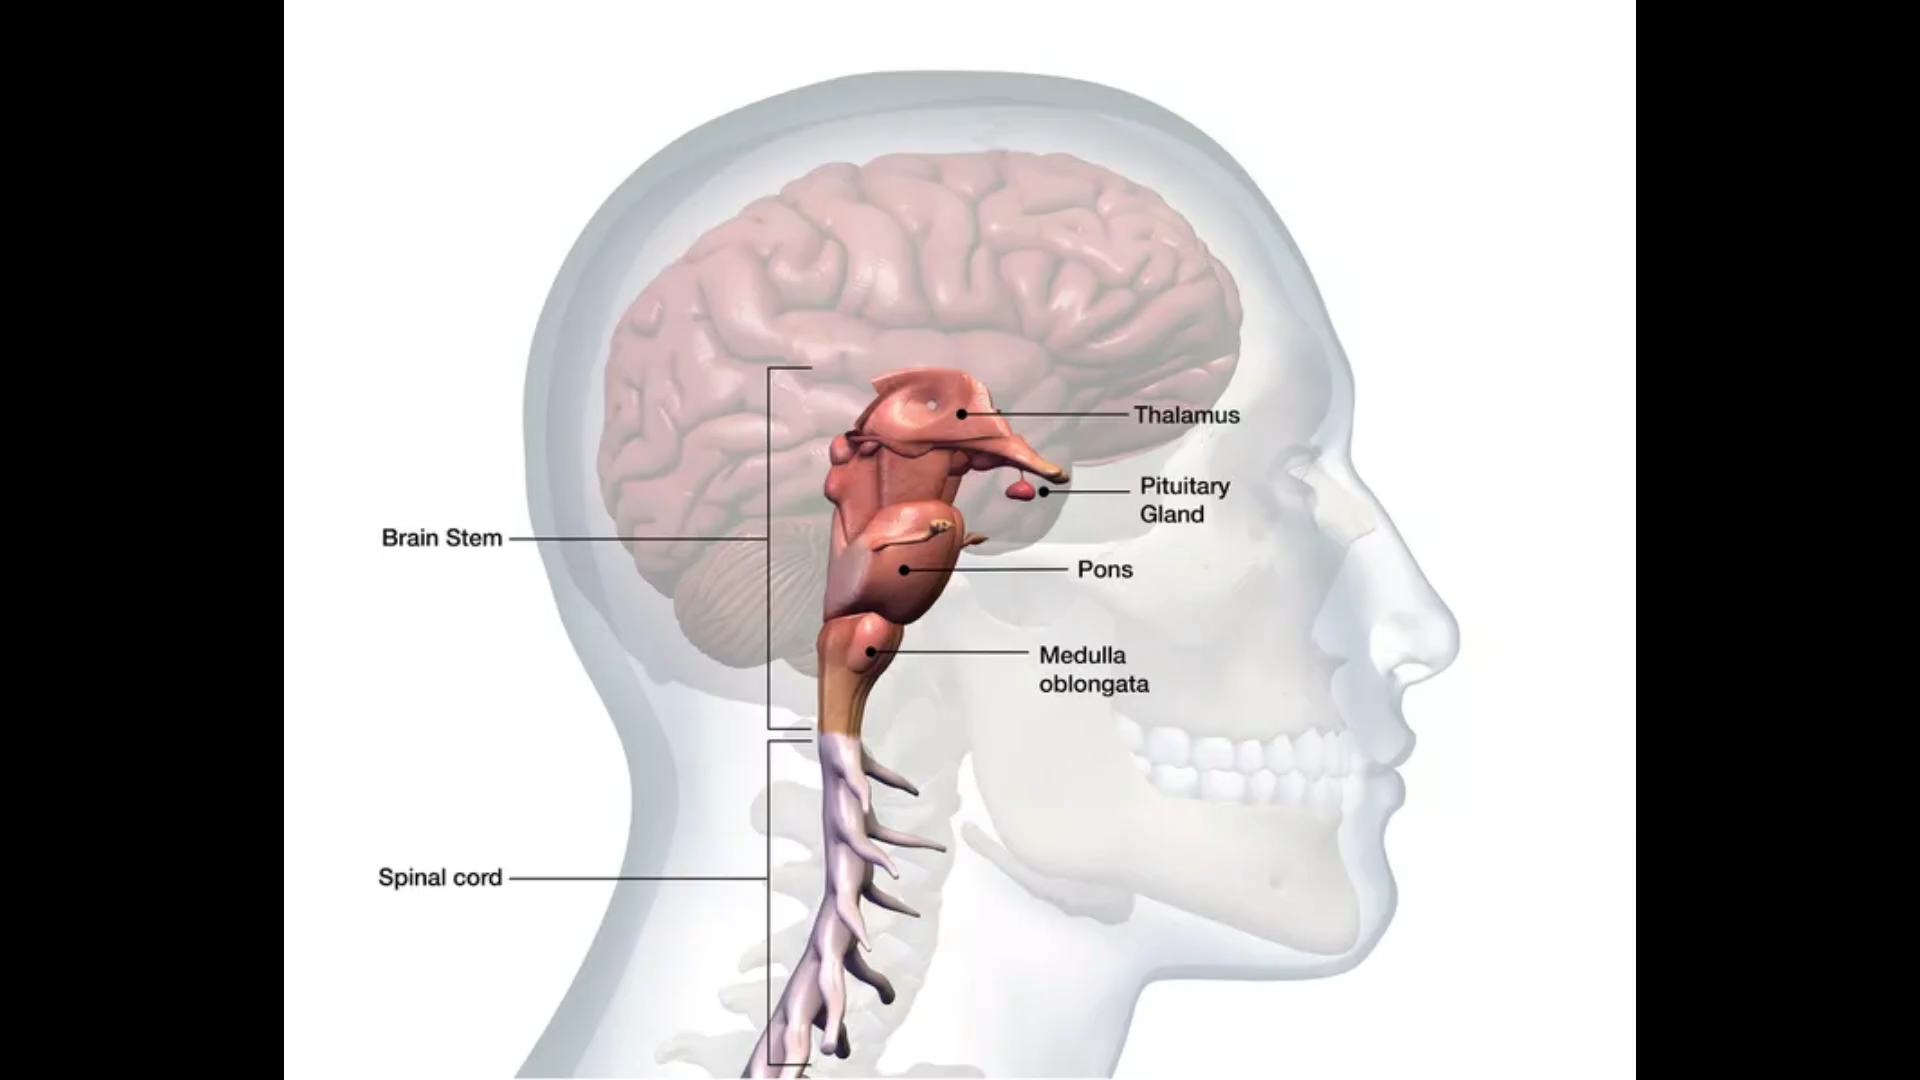 Thalamus
Pituitary
Gland
Brain Stem
Pons
Medulla
oblongata
Spinal cord